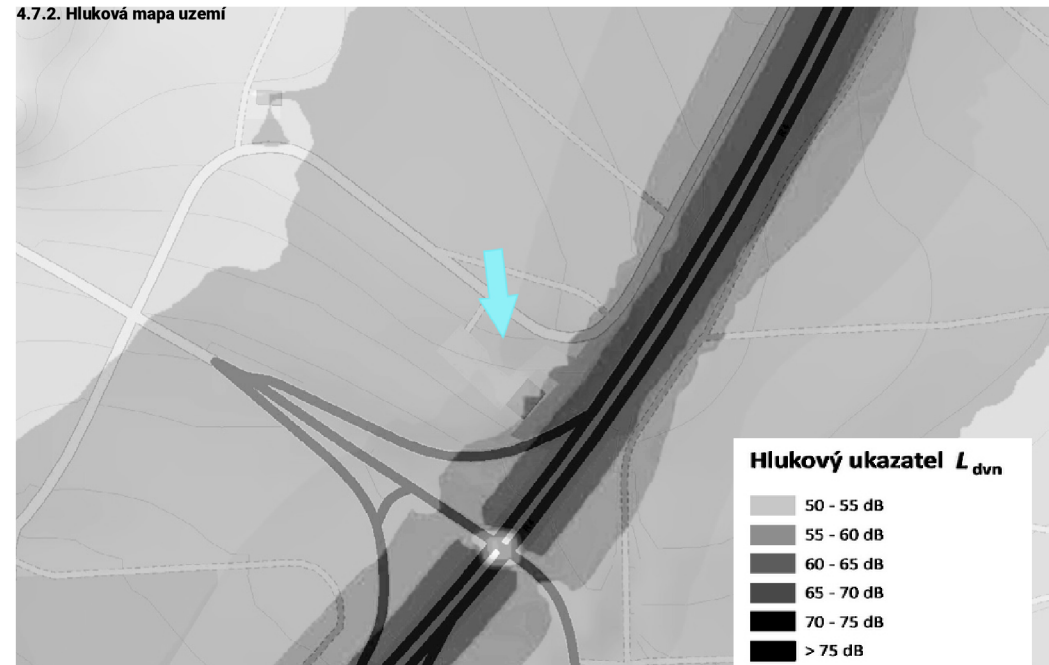 4.7.2. Hluková mapa uzemí
Hlukový ukazatel L dvn
50 - 55 dB
55 - 60 dB
60 - 65 dB
65 - 70 dB
70 - 75 dB
> 75 dB